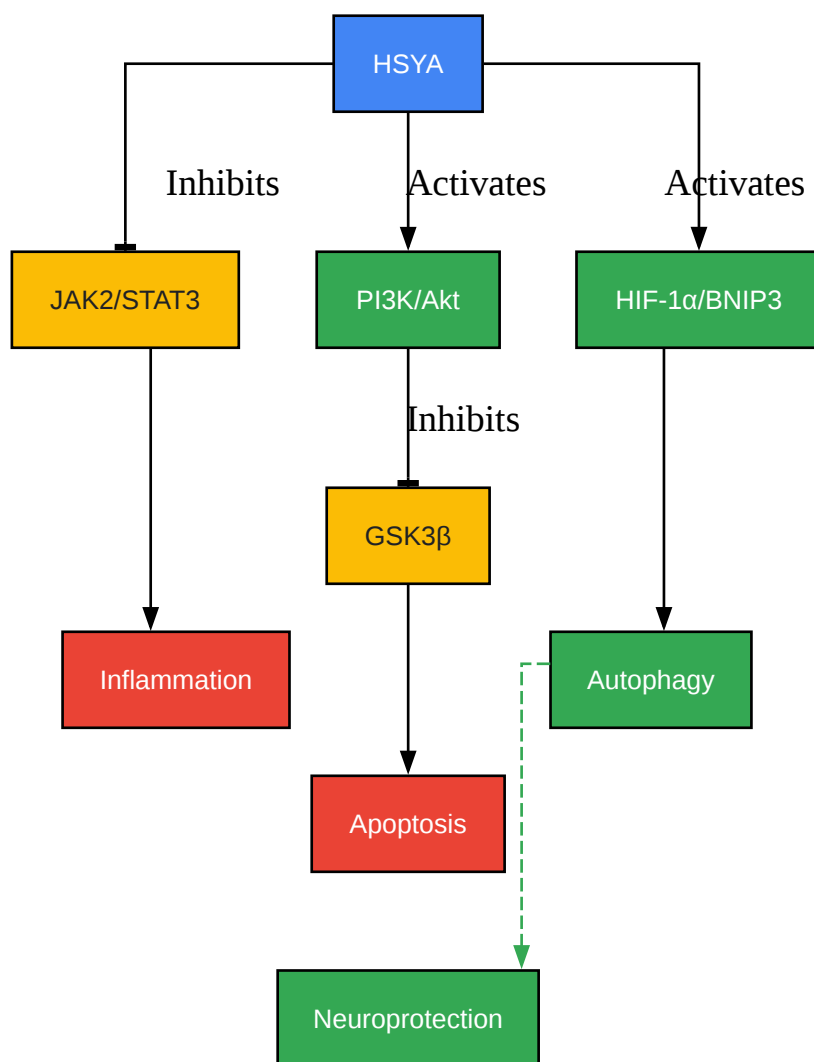 HSYA
Inhibits
Activates
Activates
JAK2/STAT3
PI3K/Akt
HIF-1α/BNIP3
Inhibits
GSK3β
Inflammation
Autophagy
Apoptosis
Neuroprotection